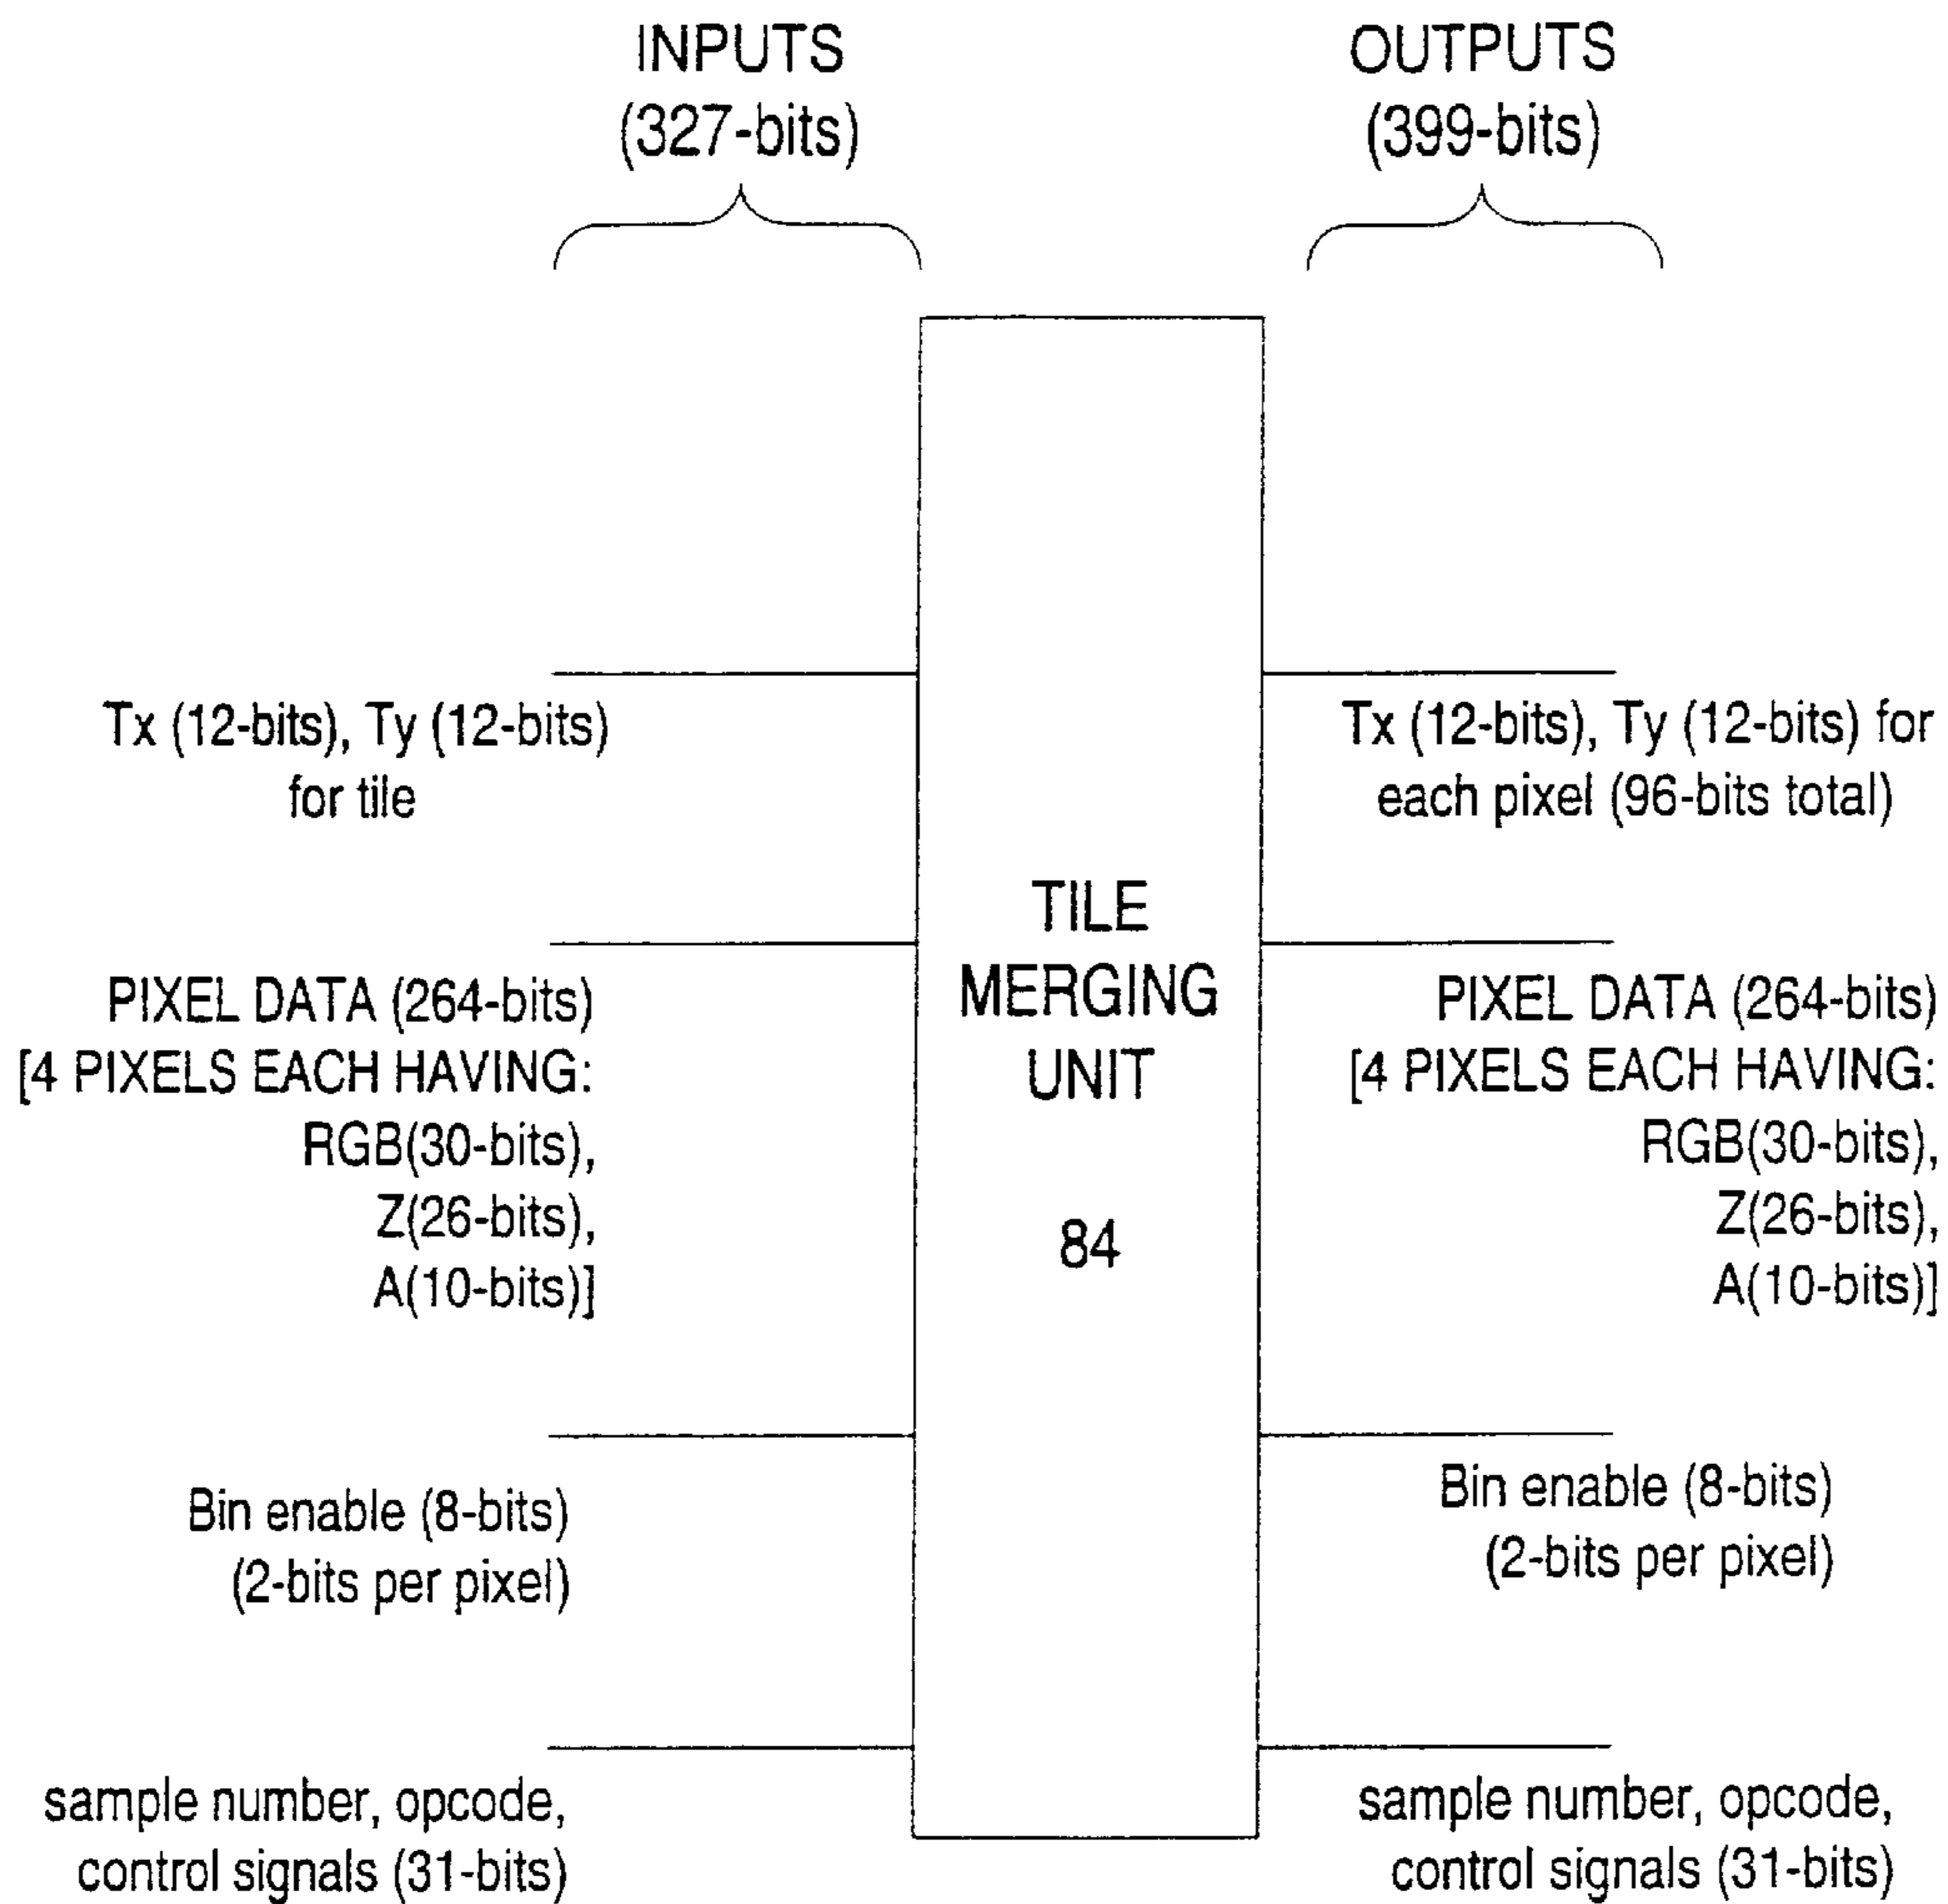 INPUTS
(327-bits)
OUTPUTS
(399-bits)
Tx (12-bits), Ty (12-bits)
for tile
Tx (12-bits), Ty (12-bits) for
each pixel (96-bits total)
TILE
MERGING
UNIT
84
PIXEL DATA (264-bits)
[4 PIXELS EACH HAVING:
RGB(30-bits),
Z(26-bits),
A(10-bits)]
PIXEL DATA (264-bits)
[4 PIXELS EACH HAVING:
RGB(30-bits),
Z(26-bits),
A(10-bits)]
Bin enable (8-bits)
(2-bits per pixel)
Bin enable (8-bits)
(2-bits per pixel)
sample number, opcode,
control signals (31-bits)
sample number, opcode,
control signals (31-bits)